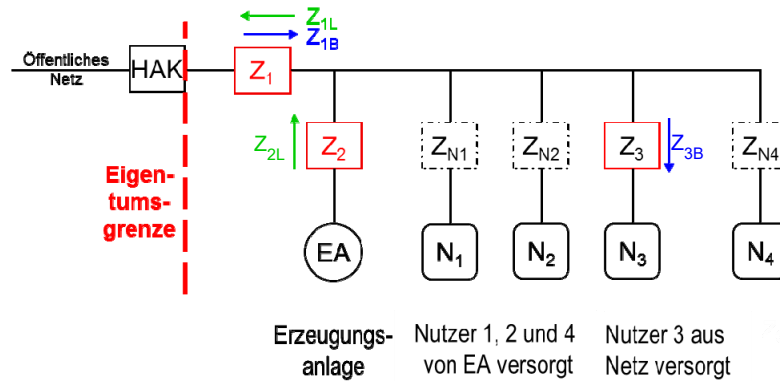 Z1L
Z1B
Öffentliches
Netz
HAK
Z1
Z2L
Z2
ZN1
ZN2
Z3
Z3B
ZN4
Eigen-
tums-
grenze
EA
N1
N2
N3
N4
Erzeugungs-
anlage
Nutzer 1, 2 und 4
von EA versorgt
Nutzer 3 aus
Netz versorgt